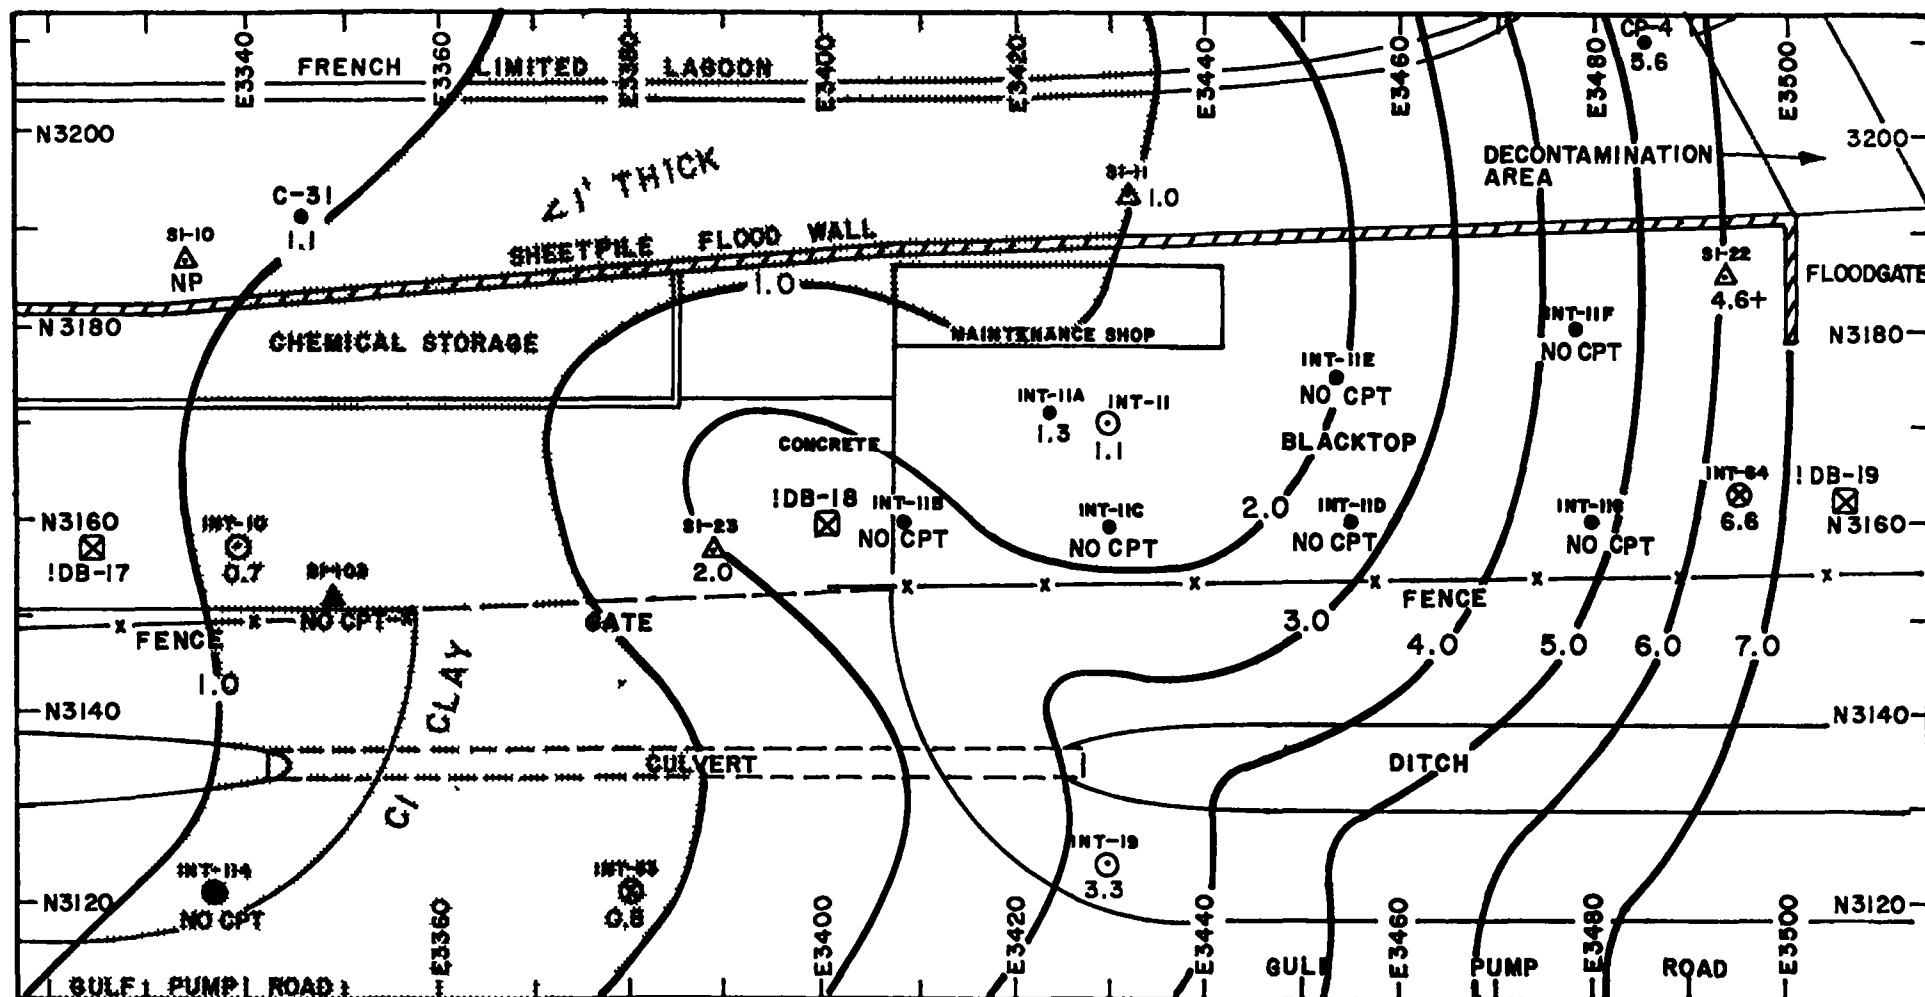 E3340
E3360
E3380
E3400
E3420
E3440
E3460
E3480
E3500
CP-4
5.6
FRENCH LIMITED LAGOON
N3200
3200
DECONTAMINATION
AREA
<1' THICK
C-31
1.1
SI-11
1.0
SI-10
NP
SHEETPILE FLOOD WALL
SI-22
4.6+
FLOODGATE
1.0
N3180
CHEMICAL STORAGE
MAINTENANCE SHOP
INT-11F
NO CPT
N3180
INT-11E
NO CPT
INT-11A
1.3
INT-11
1.1
CONCRETE
BLACKTOP
!DB-18
INT-11B
NO CPT
INT-11C
NO CPT
2.0
INT-11D
NO CPT
INT-11G
NO CPT
INT-64
6.6
!DB-19
N3160
N3160
!DB-17
INT-10
0.7
SI-102
NO CPT
SI-23
2.0
FENCE
GATE
FENCE
3.0
4.0
5.0
6.0
7.0
1.0
CL CLAY
N3140
N3140
CULVERT
DITCH
INT-114
NO CPT
INT-63
0.8
INT-19
3.3
N3120
N3120
E3360
E3400
E3420
E3440
E3460
E3480
E3500
GULF PUMP ROAD
GULF PUMP ROAD